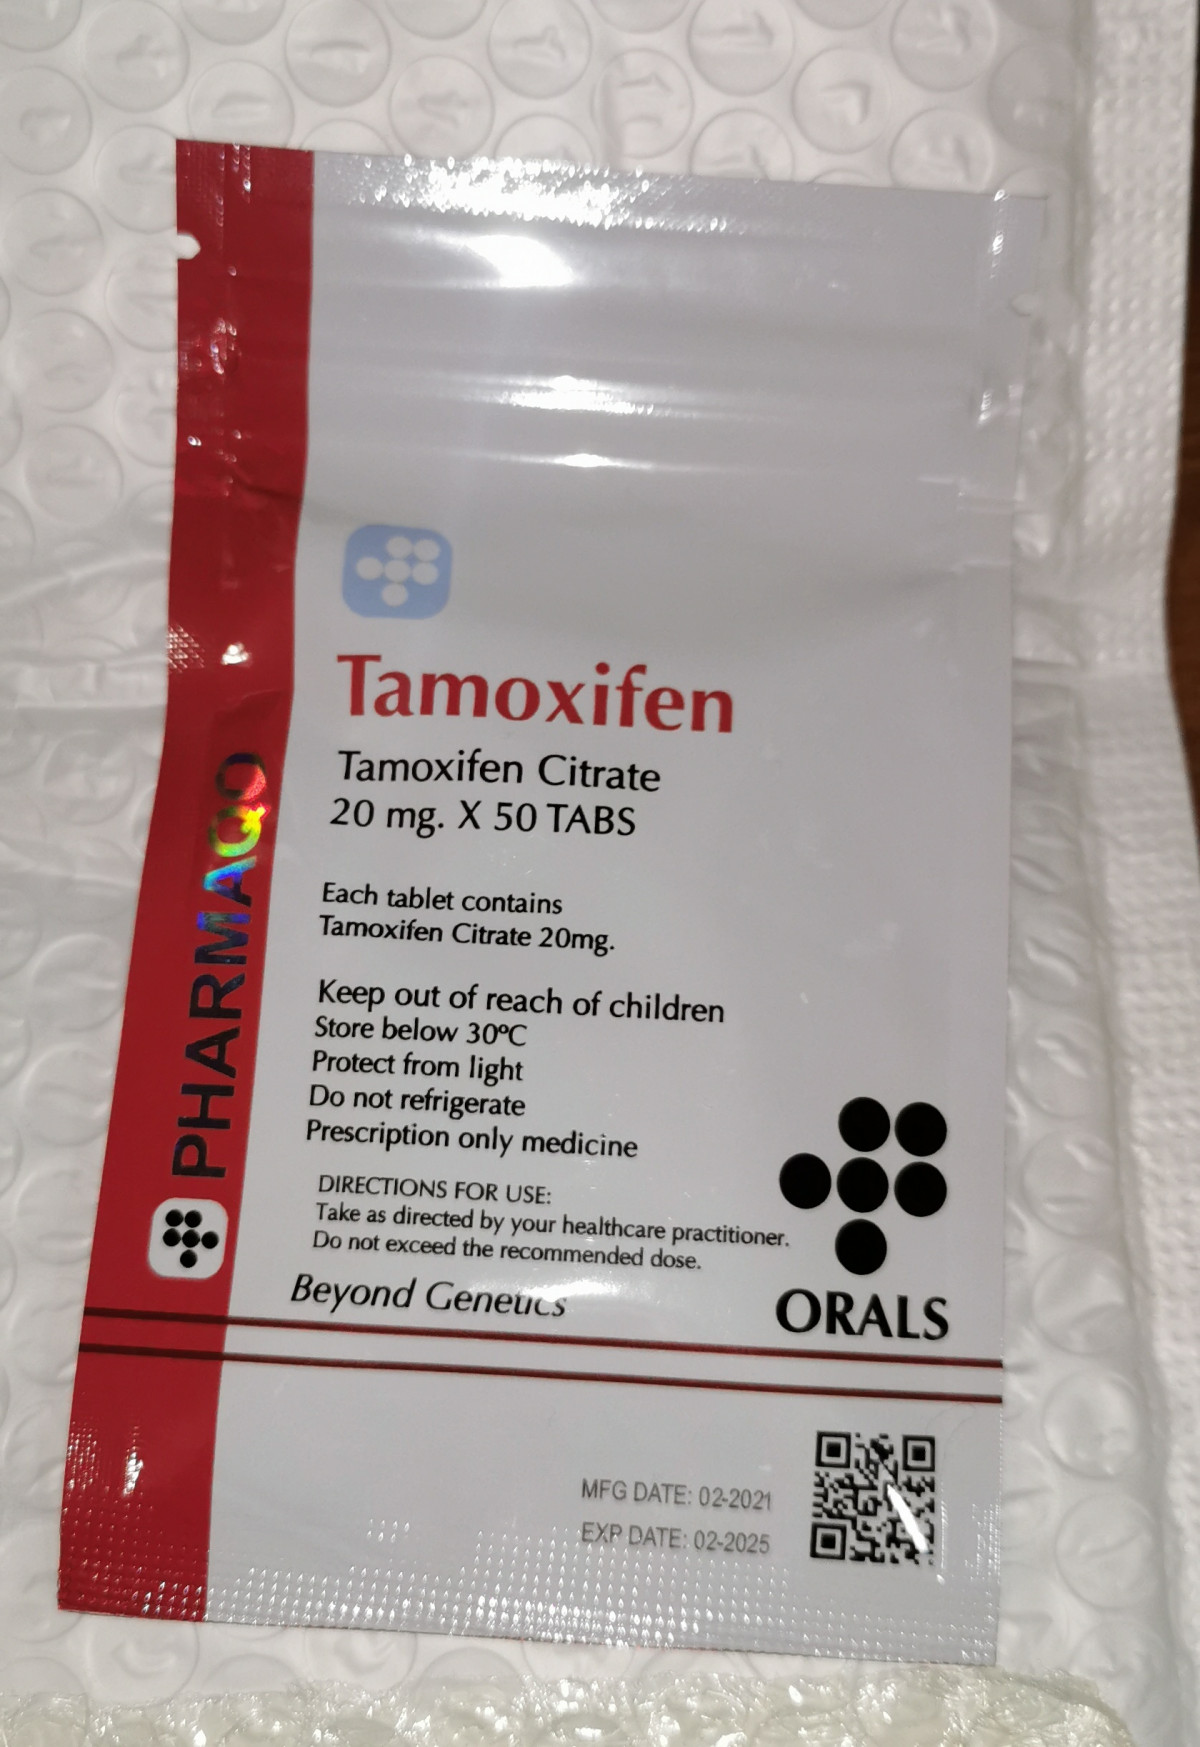 PHARMAQO
Tamoxifen
Tamoxifen Citrate
20 mg. X 50 TABS
Each tablet contains
Tamoxifen Citrate 20mg.
Keep out of reach of children
Store below 30ºC
Protect from light
Do not refrigerate
Prescription only medicine
DIRECTIONS FOR USE:
Take as directed by your healthcare practitioner.
Do not exceed the recommended dose.
Beyond Genetics
ORALS
MFG DATE: 02-2021
EXP DATE: 02-2025